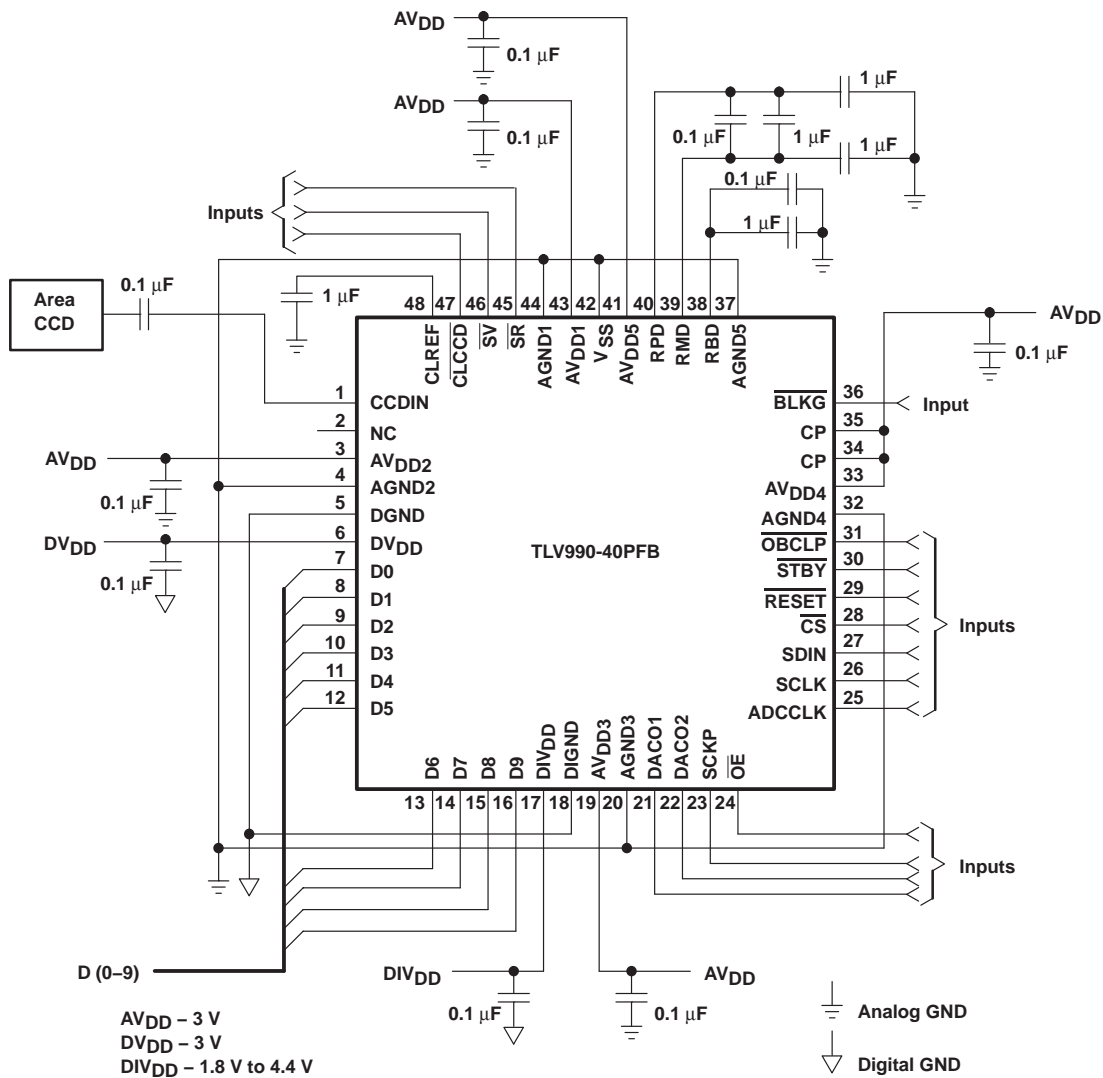 AVDD
0.1 µF
AVDD
0.1 µF
1 µF
0.1 µF
1 µF
1 µF
0.1 µF
1 µF
Inputs
Area
CCD
0.1 µF
1 µF
48 47 46 45 44 43 42 41 40 39 38 37
CLREF
CLCCD
SV
SR
AGND1
AVDD1
VSS
AVDD5
RPD
RMD
RBD
AGND5
AVDD
0.1 µF
1 CCDIN
2 NC
3 AVDD2
4 AGND2
5 DGND
6 DVDD
7 D0
8 D1
9 D2
10 D3
11 D4
12 D5
AVDD
0.1 µF
DVDD
0.1 µF
TLV990-40PFB
BLKG 36
Input
CP 35
CP 34
AVDD4 33
AGND4 32
OBCLP 31
STBY 30
RESET 29
CS 28
SDIN 27
SCLK 26
ADCCLK 25
Inputs
D6
D7
D8
D9
DIVDD
DIGND
AVDD3
AGND3
DACO1
DACO2
SCKP
OE
13 14 15 16 17 18 19 20 21 22 23 24
Inputs
D (0–9)
DIVDD
0.1 µF
AVDD
0.1 µF
AVDD – 3 V
DVDD – 3 V
DIVDD – 1.8 V to 4.4 V
Analog GND
Digital GND